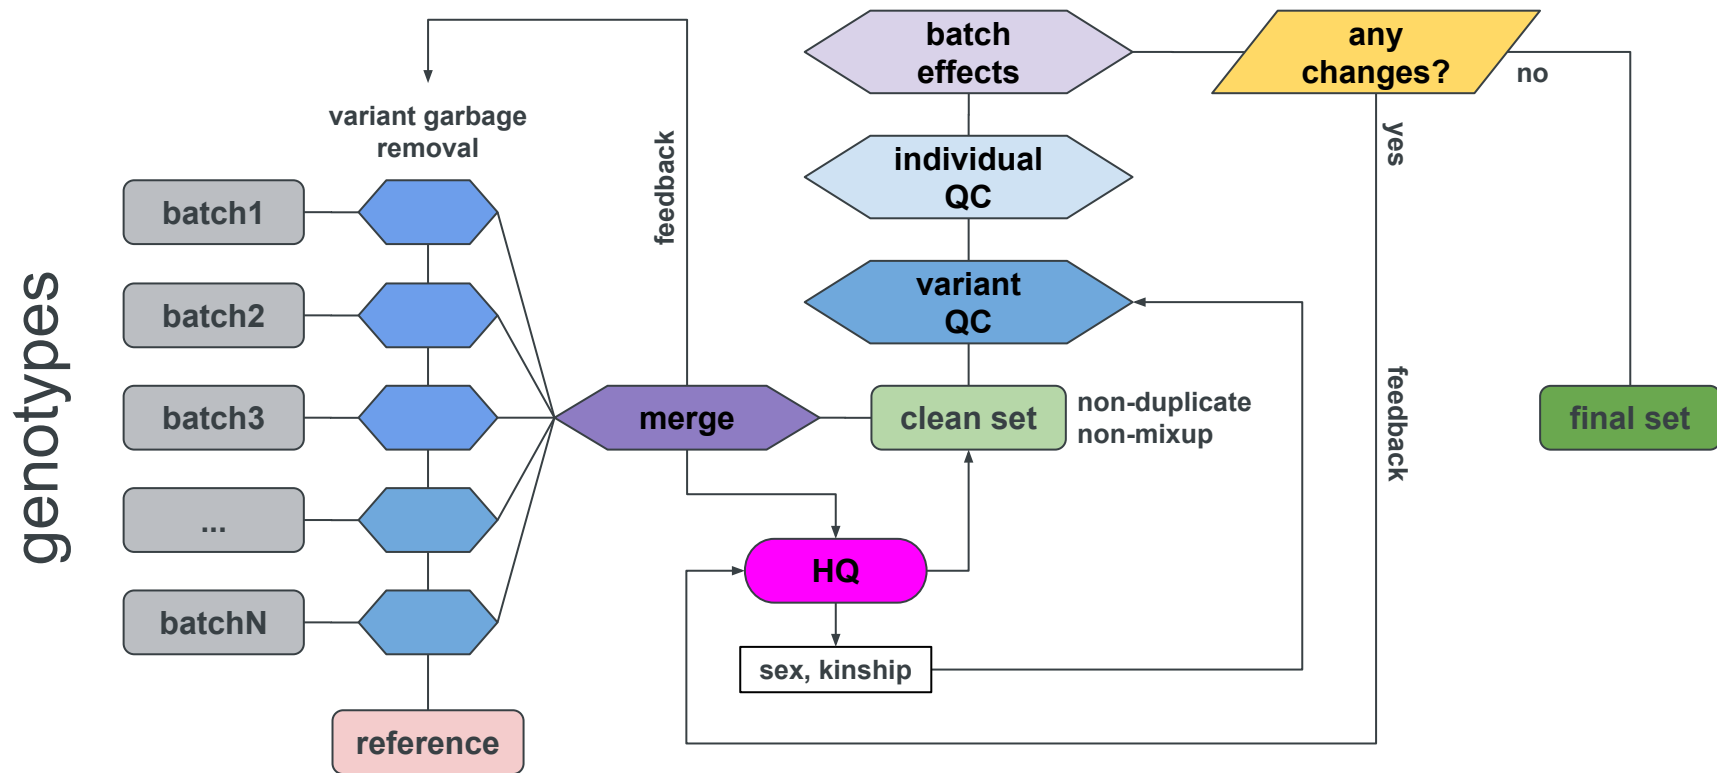 genotypes
variant garbage
removal
batch1
batch2
batch3
...
batchN
reference
feedback
merge
clean set
non-duplicate
non-mixup
HQ
sex, kinship
variant
QC
individual
QC
batch
effects
any
changes?
no
yes
feedback
final set